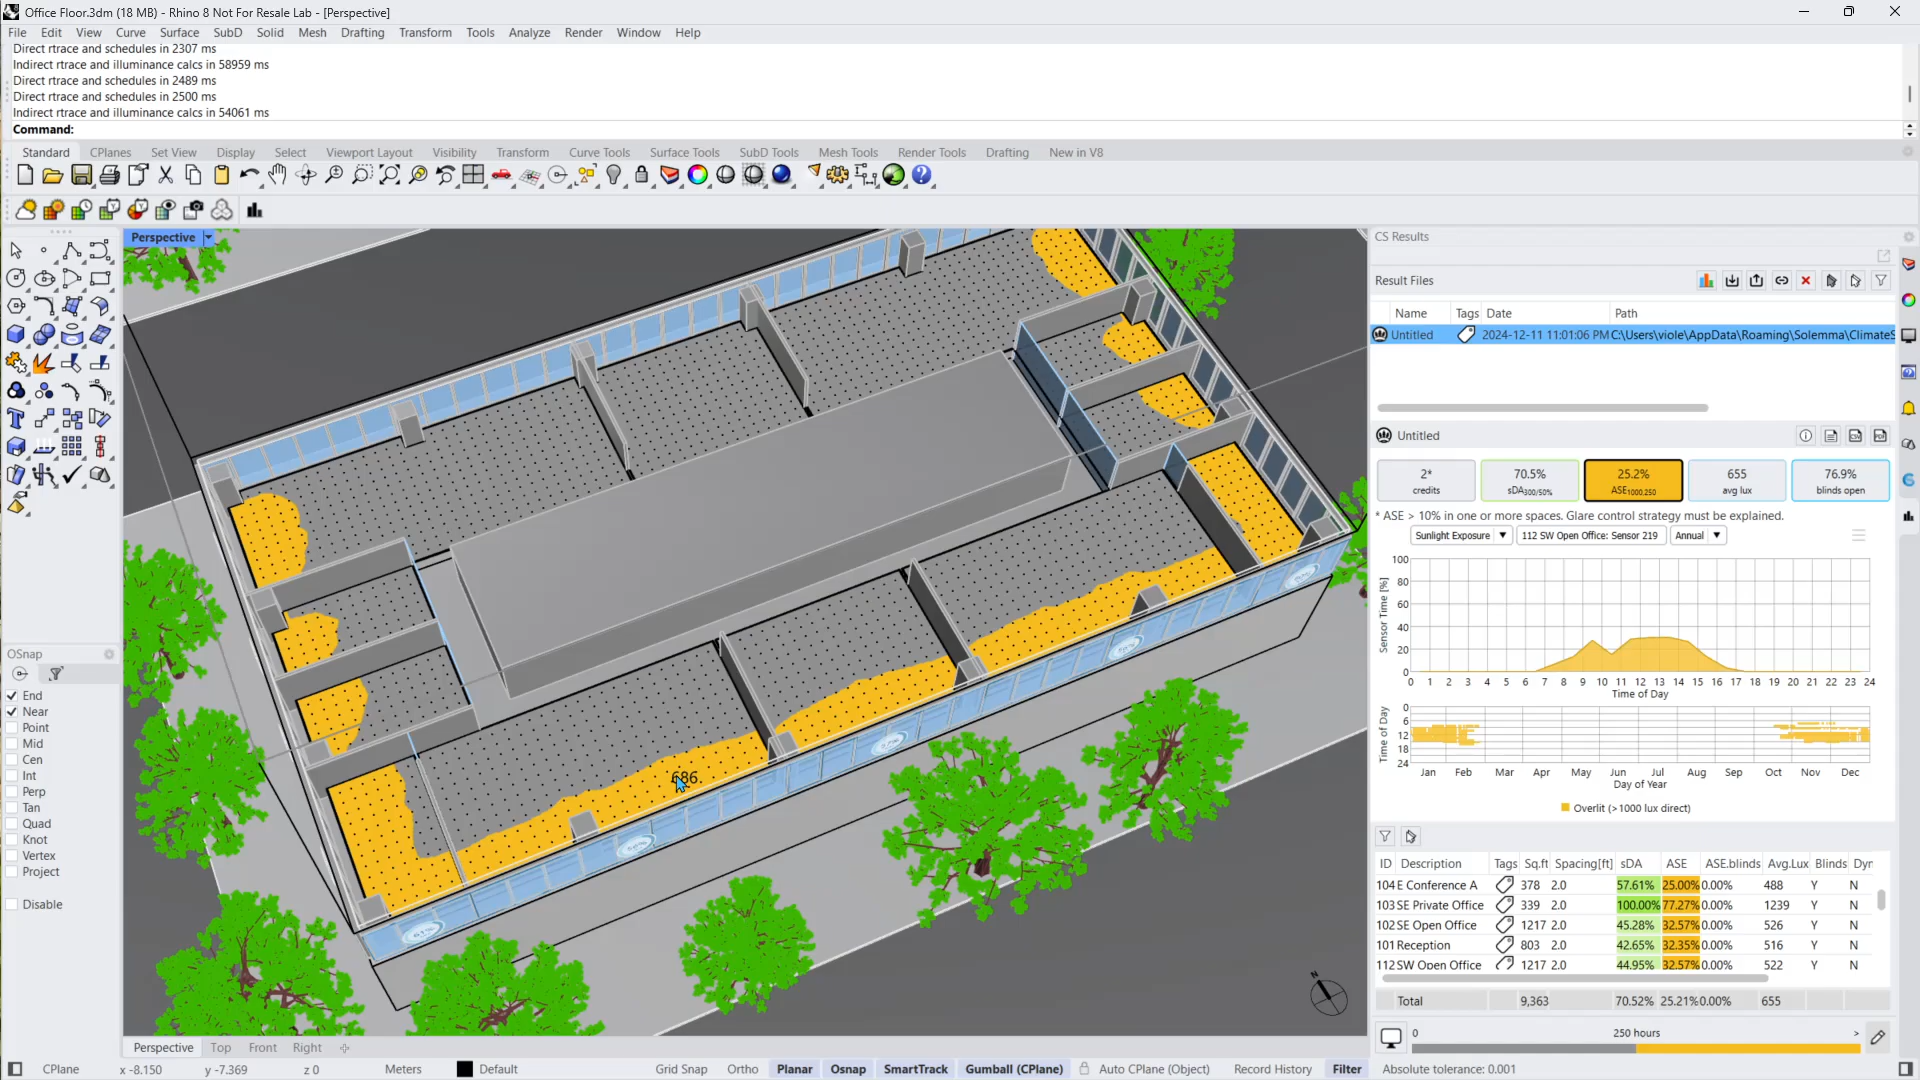 Office Floor.3dm (18 MB) - Rhino 8 Not For Resale Lab - [Perspective]
File Edit View Curve Surface SubD Solid Mesh Drafting Transform Tools Analyze Render Window Help
Direct rtrace and schedules in 2307 ms
Indirect rtrace and illuminance calcs in 58959 ms
Direct rtrace and schedules in 2489 ms
Direct rtrace and schedules in 2500 ms
Indirect rtrace and illuminance calcs in 54061 ms
Command:
Standard CPlanes Set View Display Select Viewport Layout Visibility Transform Curve Tools Surface Tools SubD Tools Mesh Tools Render Tools Drafting New in V8
Perspective
686.
61%
N
OSnap
End
Near
Point
Mid
Cen
Int
Perp
Tan
Quad
Knot
Vertex
Project
Disable
CS Results
Result Files
Name Tags Date Path
Untitled 2024-12-11 11:01:06 PM C:\Users\viole\AppData\Roaming\Solemma\ClimateS
Untitled
2* credits
70.5% sDA300/50%
25.2% ASE1000,250
655 avg lux
76.9% blinds open
* ASE > 10% in one or more spaces. Glare control strategy must be explained.
Sunlight Exposure 112 SW Open Office: Sensor 219 Annual
Sensor Time [%]
100
80
60
40
20
0
0 1 2 3 4 5 6 7 8 9 10 11 12 13 14 15 16 17 18 19 20 21 22 23 24
Time of Day
Time of Day
0
6
12
18
24
Jan Feb Mar Apr May Jun Jul Aug Sep Oct Nov Dec
Day of Year
Overlit (>1000 lux direct)
ID Description Tags Sq.ft Spacing[ft] sDA ASE ASE.blinds Avg.Lux Blinds Dyr
104 E Conference A 378 2.0 57.61% 25.00% 0.00% 488 Y N
103 SE Private Office 339 2.0 100.00% 77.27% 0.00% 1239 Y N
102 SE Open Office 1217 2.0 45.28% 32.57% 0.00% 526 Y N
101 Reception 803 2.0 42.65% 32.35% 0.00% 516 Y N
112 SW Open Office 1217 2.0 44.95% 32.57% 0.00% 522 Y N
Total 9,363 70.52% 25.21% 0.00% 655
0 250 hours >
Perspective Top Front Right
CPlane x -8.150 y -7.369 z 0 Meters Default Grid Snap Ortho Planar Osnap SmartTrack Gumball (CPlane) Auto CPlane (Object) Record History Filter Absolute tolerance: 0.001